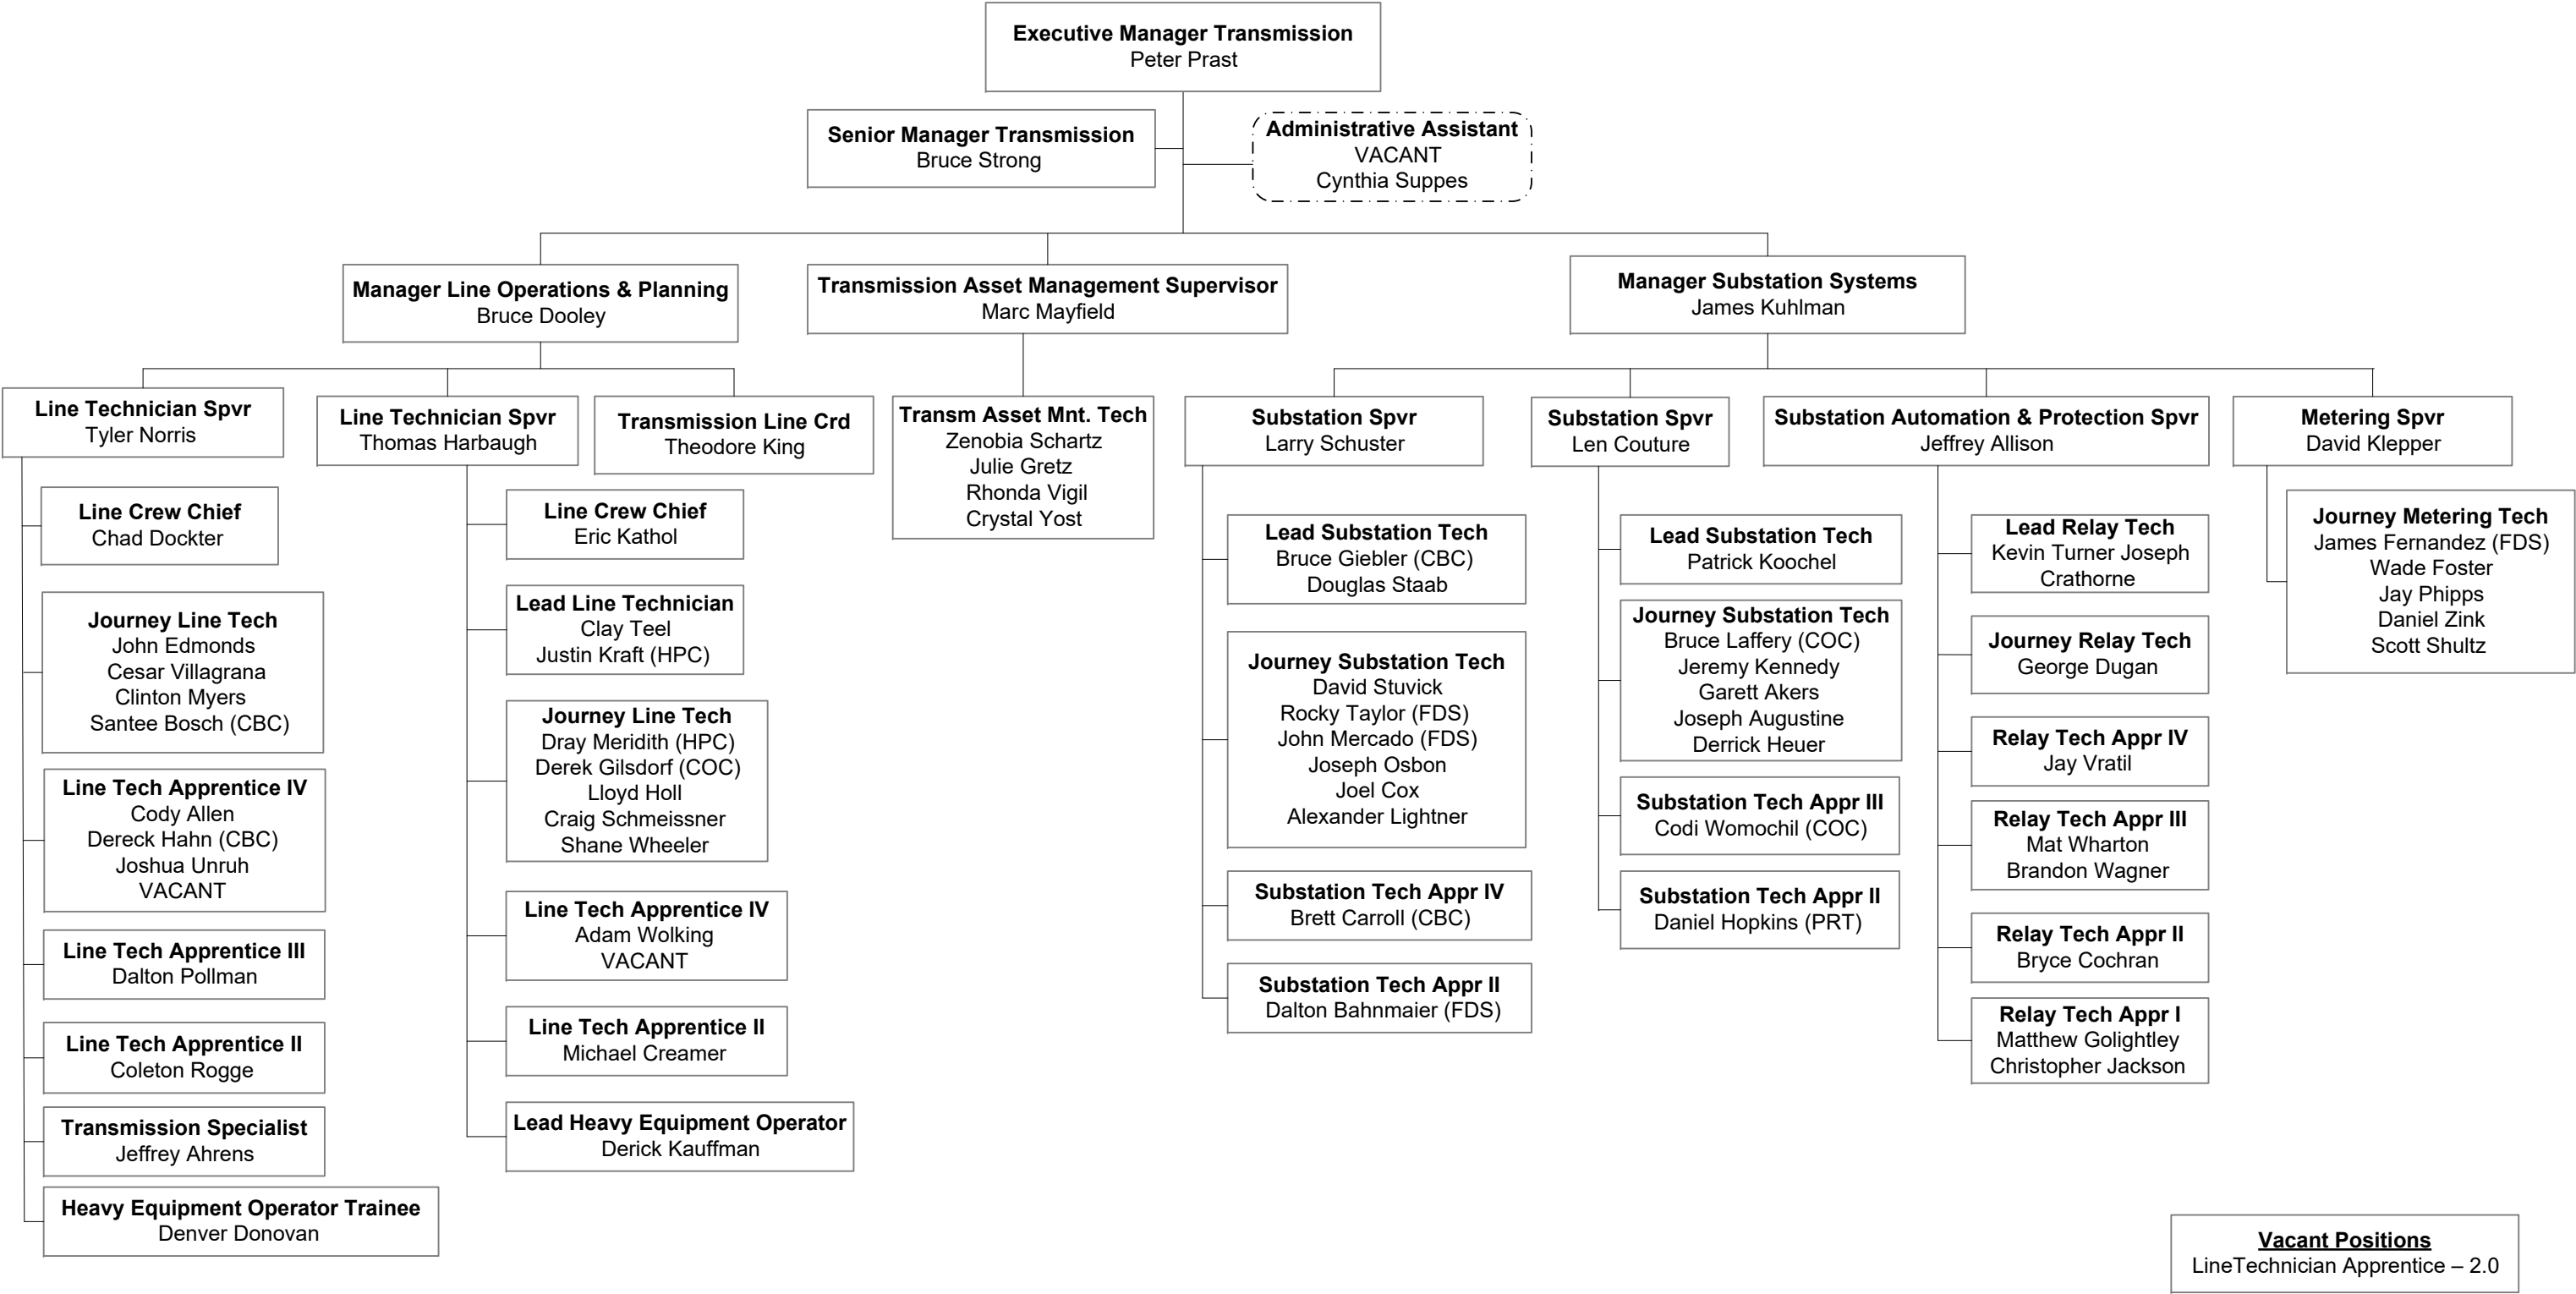 Executive Manager Transmission
Peter Prast
Senior Manager Transmission
Bruce Strong
Administrative Assistant
VACANT
Cynthia Suppes
Manager Line Operations & Planning
Bruce Dooley
Transmission Asset Management Supervisor
Marc Mayfield
Manager Substation Systems
James Kuhlman
Line Technician Spvr
Tyler Norris
Line Crew Chief
Chad Dockter
Journey Line Tech
John Edmonds
Cesar Villagrana
Clinton Myers
Santee Bosch (CBC)
Line Tech Apprentice IV
Cody Allen
Dereck Hahn (CBC)
Joshua Unruh
VACANT
Line Tech Apprentice III
Dalton Pollman
Line Tech Apprentice II
Coleton Rogge
Transmission Specialist
Jeffrey Ahrens
Heavy Equipment Operator Trainee
Denver Donovan
Line Technician Spvr
Thomas Harbaugh
Line Crew Chief
Eric Kathol
Lead Line Technician
Clay Teel
Justin Kraft (HPC)
Journey Line Tech
Dray Meridith (HPC)
Derek Gilsdorf (COC)
Lloyd Holl
Craig Schmeissner
Shane Wheeler
Line Tech Apprentice IV
Adam Wolking
VACANT
Line Tech Apprentice II
Michael Creamer
Lead Heavy Equipment Operator
Derick Kauffman
Transmission Line Crd
Theodore King
Transm Asset Mnt. Tech
Zenobia Schartz
Julie Gretz
Rhonda Vigil
Crystal Yost
Substation Spvr
Larry Schuster
Lead Substation Tech
Bruce Giebler (CBC)
Douglas Staab
Journey Substation Tech
David Stuvick
Rocky Taylor (FDS)
John Mercado (FDS)
Joseph Osbon
Joel Cox
Alexander Lightner
Substation Tech Appr IV
Brett Carroll (CBC)
Substation Tech Appr II
Dalton Bahnmaier (FDS)
Substation Spvr
Len Couture
Lead Substation Tech
Patrick Koochel
Journey Substation Tech
Bruce Laffery (COC)
Jeremy Kennedy
Garett Akers
Joseph Augustine
Derrick Heuer
Substation Tech Appr III
Codi Womochil (COC)
Substation Tech Appr II
Daniel Hopkins (PRT)
Substation Automation & Protection Spvr
Jeffrey Allison
Lead Relay Tech
Kevin Turner Joseph
Crathorne
Journey Relay Tech
George Dugan
Relay Tech Appr IV
Jay Vratil
Relay Tech Appr III
Mat Wharton
Brandon Wagner
Relay Tech Appr II
Bryce Cochran
Relay Tech Appr I
Matthew Golightley
Christopher Jackson
Metering Spvr
David Klepper
Journey Metering Tech
James Fernandez (FDS)
Wade Foster
Jay Phipps
Daniel Zink
Scott Shultz
Vacant Positions
LineTechnician Apprentice – 2.0